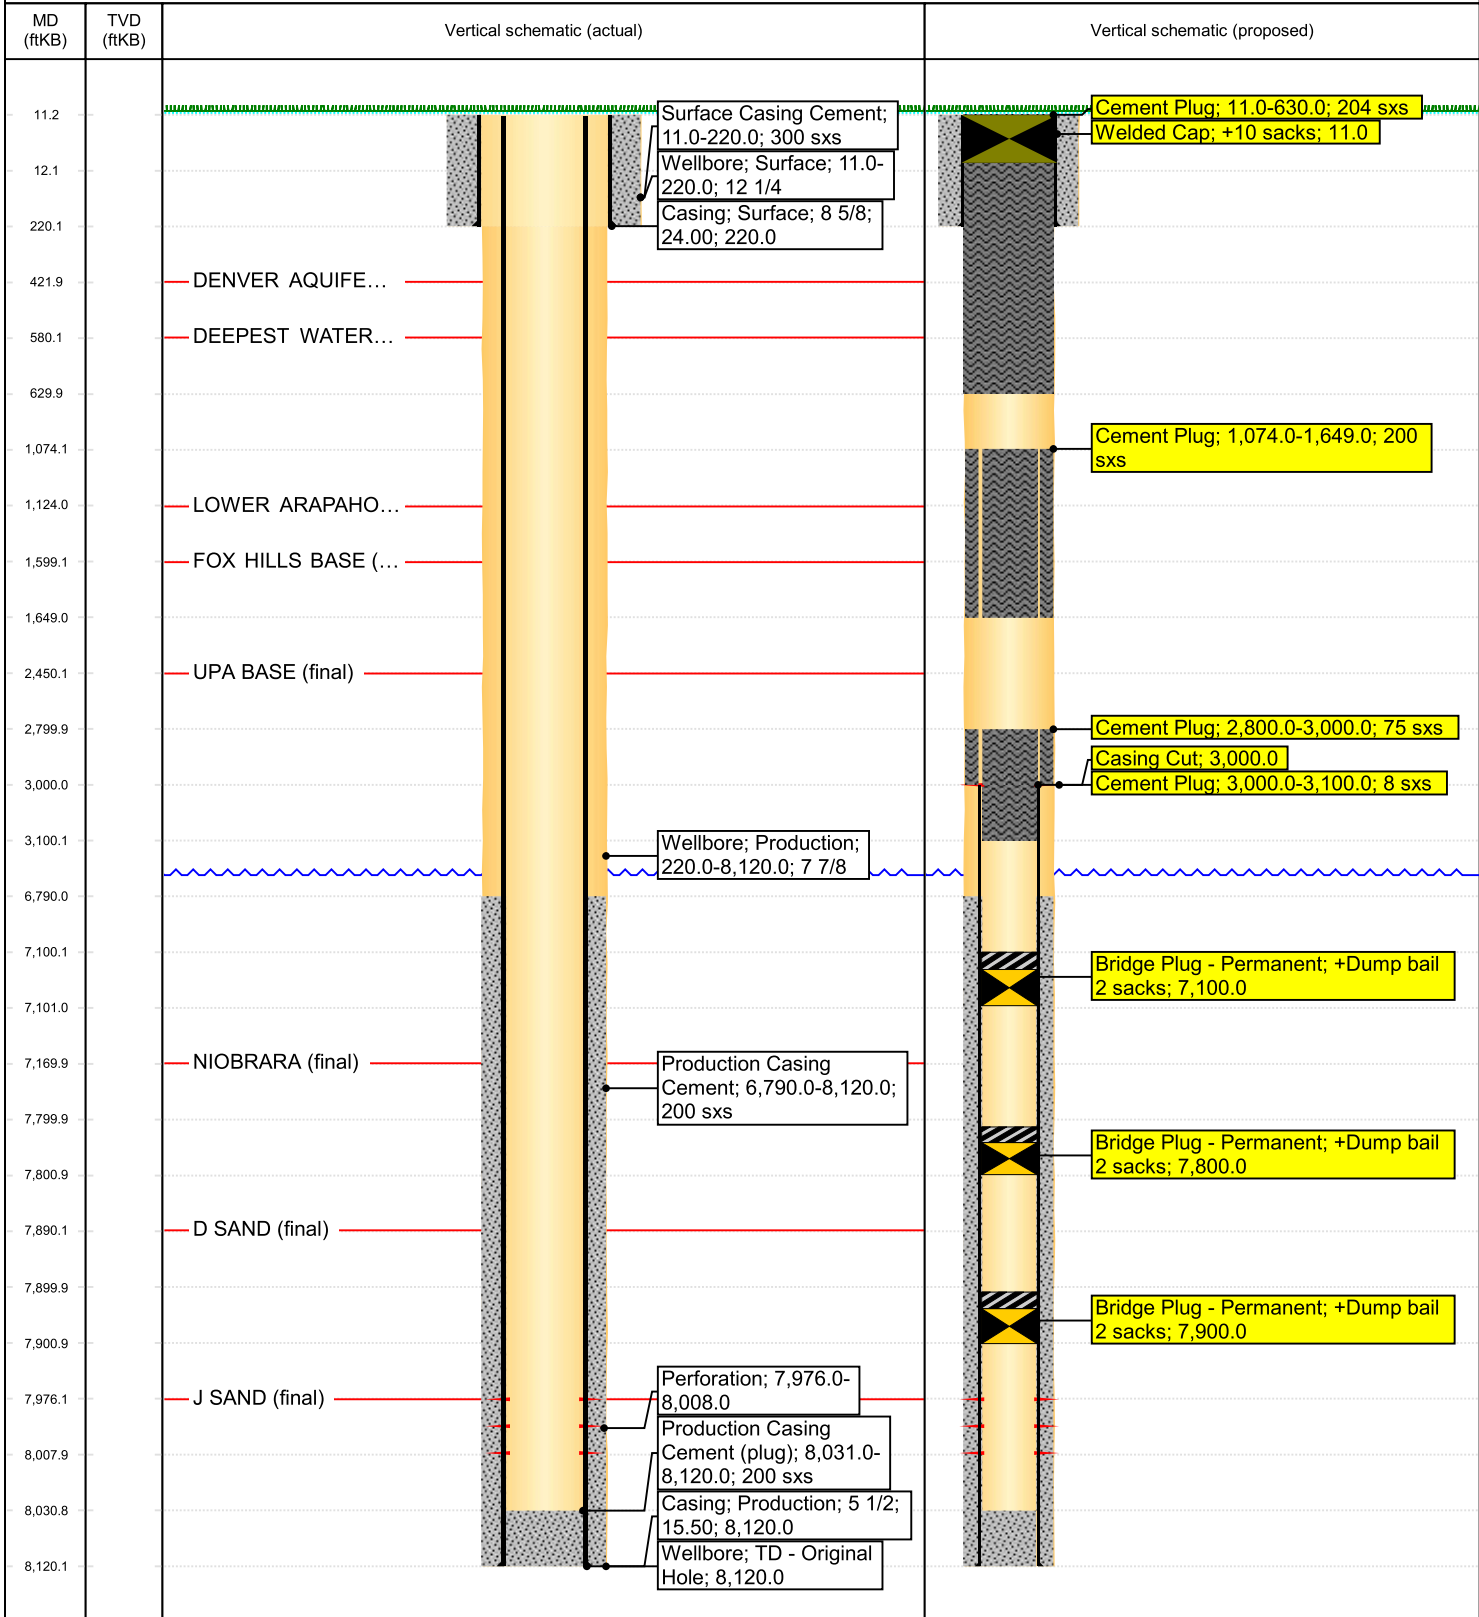 MD
(ftKB)
TVD
(ftKB)
Vertical schematic (actual)
Vertical schematic (proposed)
11.2
12.1
220.1
421.9
580.1
629.9
1,074.1
1,124.0
1,599.1
1,649.0
2,450.1
2,799.9
3,000.0
3,100.1
6,790.0
7,100.1
7,101.0
7,169.9
7,799.9
7,800.9
7,890.1
7,899.9
7,900.9
7,976.1
8,007.9
8,030.8
8,120.1
DENVER AQUIFE...
DEEPEST WATER...
LOWER ARAPAHO...
FOX HILLS BASE (...
UPA BASE (final)
NIOBRARA (final)
D SAND (final)
J SAND (final)
Surface Casing Cement;
11.0-220.0; 300 sxs
Wellbore; Surface; 11.0-
220.0; 12 1/4
Casing; Surface; 8 5/8;
24.00; 220.0
Wellbore; Production;
220.0-8,120.0; 7 7/8
Production Casing
Cement; 6,790.0-8,120.0;
200 sxs
Perforation; 7,976.0-
8,008.0
Production Casing
Cement (plug); 8,031.0-
8,120.0; 200 sxs
Casing; Production; 5 1/2;
15.50; 8,120.0
Wellbore; TD - Original
Hole; 8,120.0
Cement Plug; 11.0-630.0; 204 sxs
Welded Cap; +10 sacks; 11.0
Cement Plug; 1,074.0-1,649.0; 200
sxs
Cement Plug; 2,800.0-3,000.0; 75 sxs
Casing Cut; 3,000.0
Cement Plug; 3,000.0-3,100.0; 8 sxs
Bridge Plug - Permanent; +Dump bail
2 sacks; 7,100.0
Bridge Plug - Permanent; +Dump bail
2 sacks; 7,800.0
Bridge Plug - Permanent; +Dump bail
2 sacks; 7,900.0